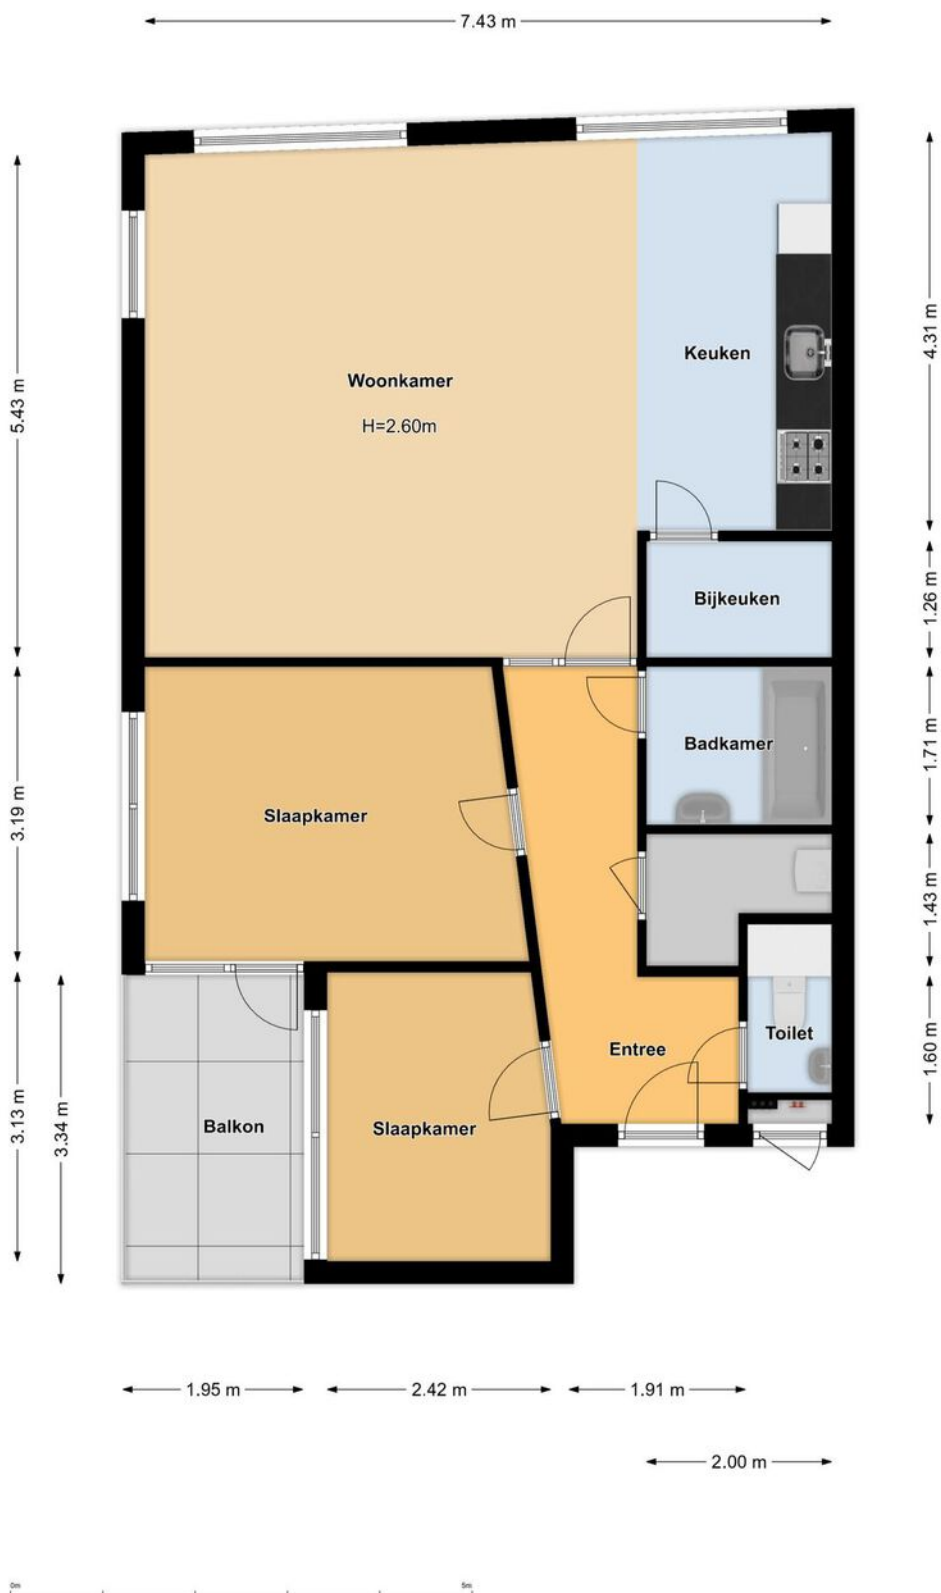 7.43 m
5.43 m
4.31 m
Keuken
Woonkamer
H=2.60m
Bijkeuken
1.26 m
Badkamer
1.71 m
Slaapkamer
3.19 m
1.43 m
Toilet
Entree
1.60 m
Balkon
Slaapkamer
3.13 m
3.34 m
1.95 m
2.42 m
1.91 m
2.00 m
0m
5m